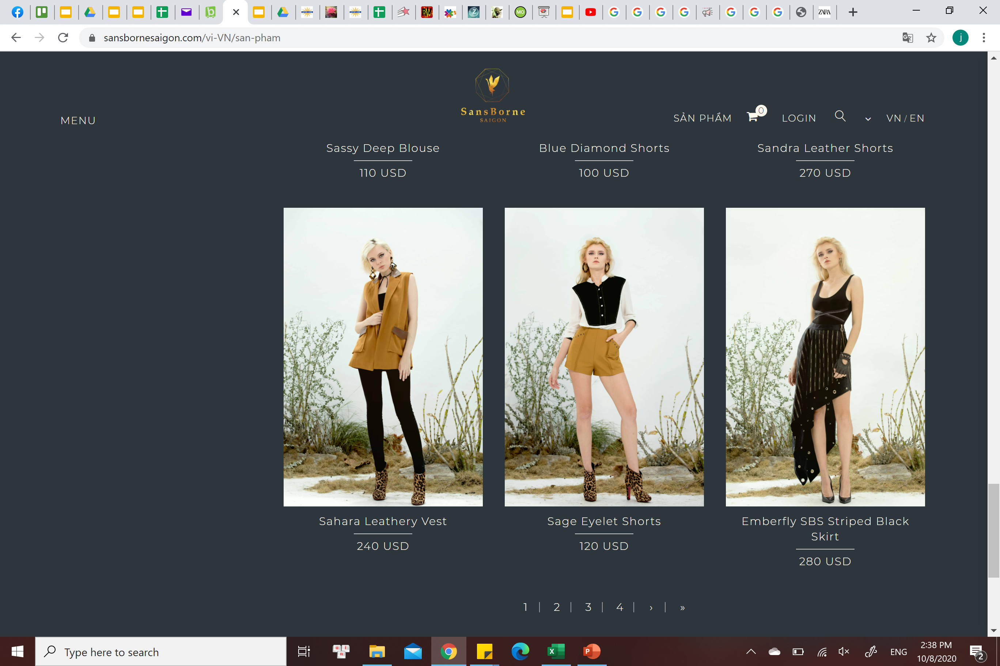 sansbornesaigon.com/vi-VN/san-pham
j
MO
ZARA
SansBorne
SAIGON
MENU
SẢN PHẨM
0
LOGIN
VN / EN
Sassy Deep Blouse
110 USD
Blue Diamond Shorts
100 USD
Sandra Leather Shorts
270 USD
Sahara Leathery Vest
240 USD
Sage Eyelet Shorts
120 USD
Emberfly SBS Striped Black
Skirt
280 USD
1 | 2 | 3 | 4 | › | »
Type here to search
ENG
2:38 PM
10/8/2020
2